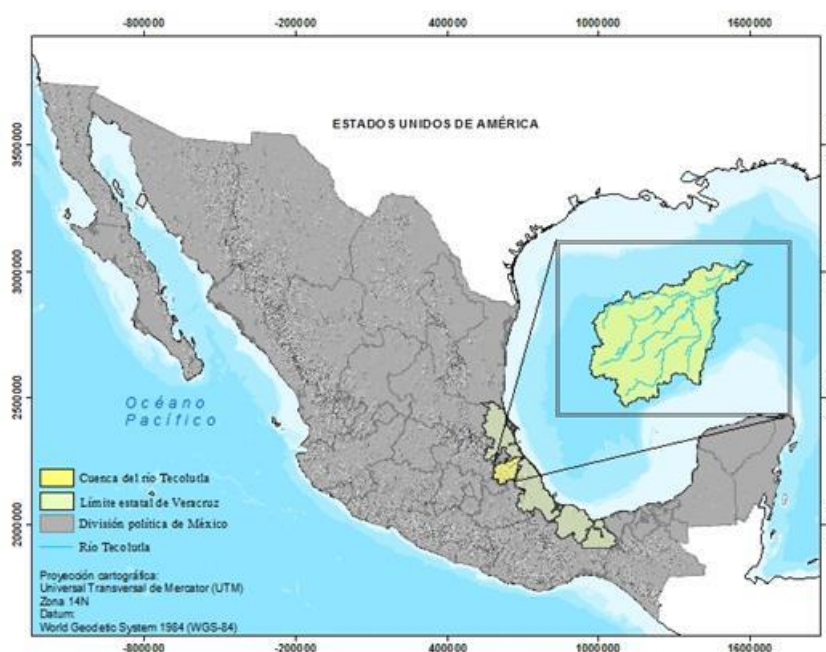 -800000 -200000 400000 1000000 1600000
3500000
ESTADOS UNIDOS DE AMÉRICA
3000000
2500000
Océano
Pacífico
Cuenca del río Tecolutla
Límite estatal de Veracruz
División política de México
Río Tecolutla
2000000
Proyección cartográfica:
Universal Transversal de Mercator (UTM)
Zona 14N
Datum:
World Geodetic System 1984 (WGS-84)
-800000 -200000 400000 1000000 1600000